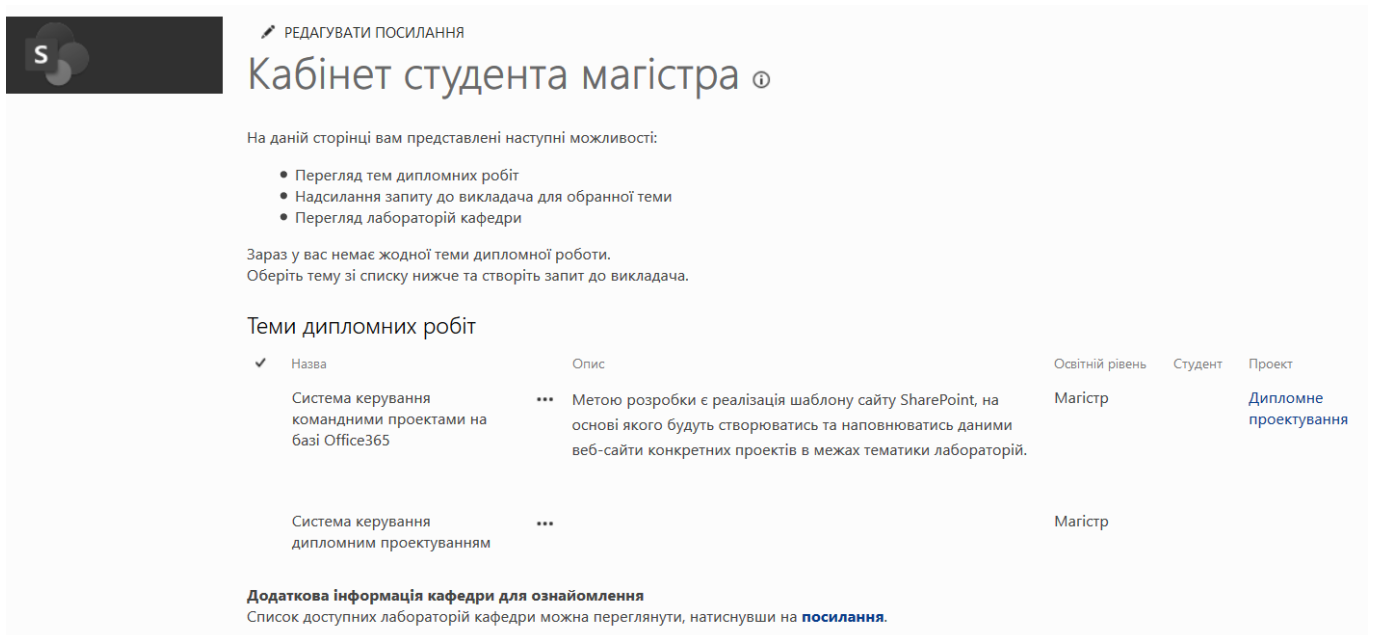 S
РЕДАГУВАТИ ПОСИЛАННЯ
Кабінет студента магістра
На даній сторінці вам представлені наступні можливості:
Перегляд тем дипломних робіт
Надсилання запиту до викладача для обранної теми
Перегляд лабораторій кафедри
Зараз у вас немає жодної теми дипломної роботи.
Оберіть тему зі списку нижче та створіть запит до викладача.
Теми дипломних робіт
Назва Опис Освітній рівень Студент Проект
Система керування командними проектами на базі Office365
Метою розробки є реалізація шаблону сайту SharePoint, на
основі якого будуть створюватись та наповнюватись даними
веб-сайти конкретних проектів в межах тематики лабораторій.
Магістр
Дипломне
проектування
Система керування
дипломним проектуванням
Магістр
Додаткова інформація кафедри для ознайомлення
Список доступних лабораторій кафедри можна переглянути, натиснувши на посилання.